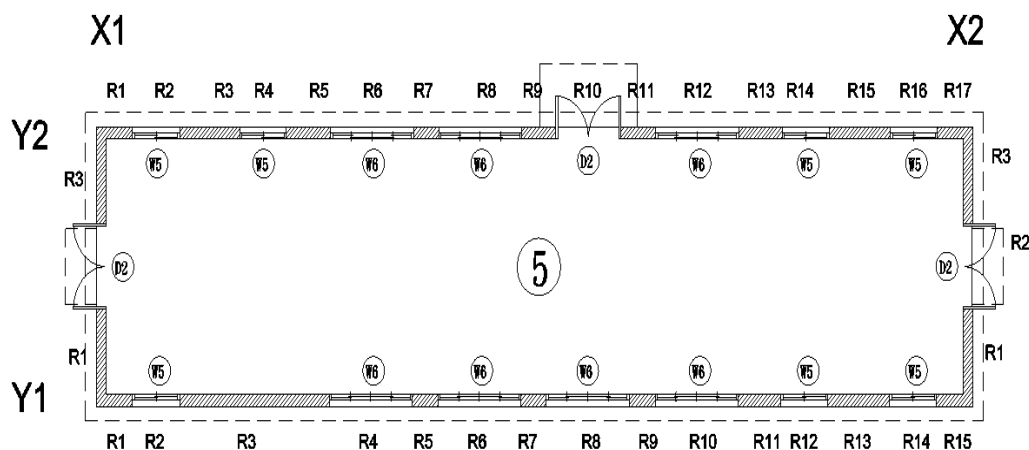 X1 X2
R1 R2 R3 R4 R5 R6 R7 R8 R9 R10 R11 R12 R13 R14 R15 R16 R17
Y2
W5 W5 W6 W6 D2 W6 W5 W5
R3 R3
R2
D2 5 D2
R1 R1
W5 W6 W6 W6 W6 W5 W5
Y1
R1 R2 R3 R4 R5 R6 R7 R8 R9 R10 R11 R12 R13 R14 R15